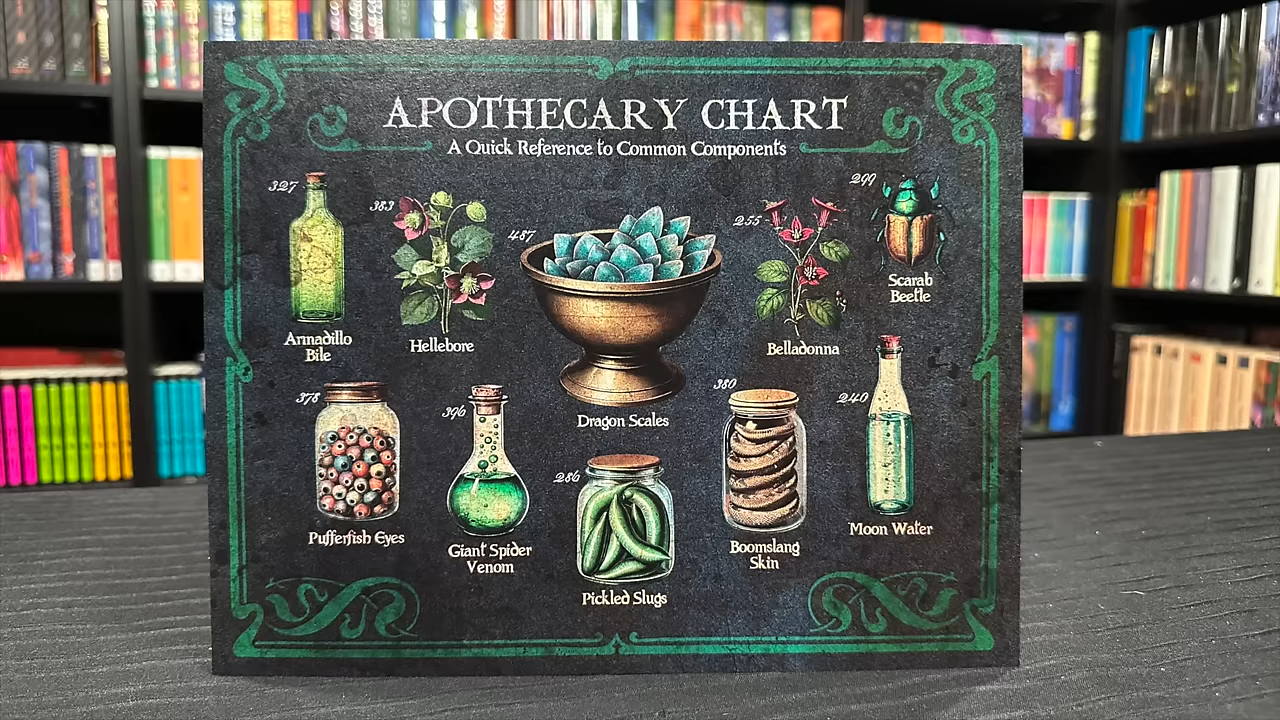 APOTHECARY CHART
A Quick Reference to Common Components
327
Armadillo
Bile
383
Hellebore
487
Dragon Scales
255
Belladonna
299
Scarab
Beetle
378
Pufferfish Eyes
396
Giant Spider
Venom
286
Pickled Slugs
380
Boomslang
Skin
240
Moon Water